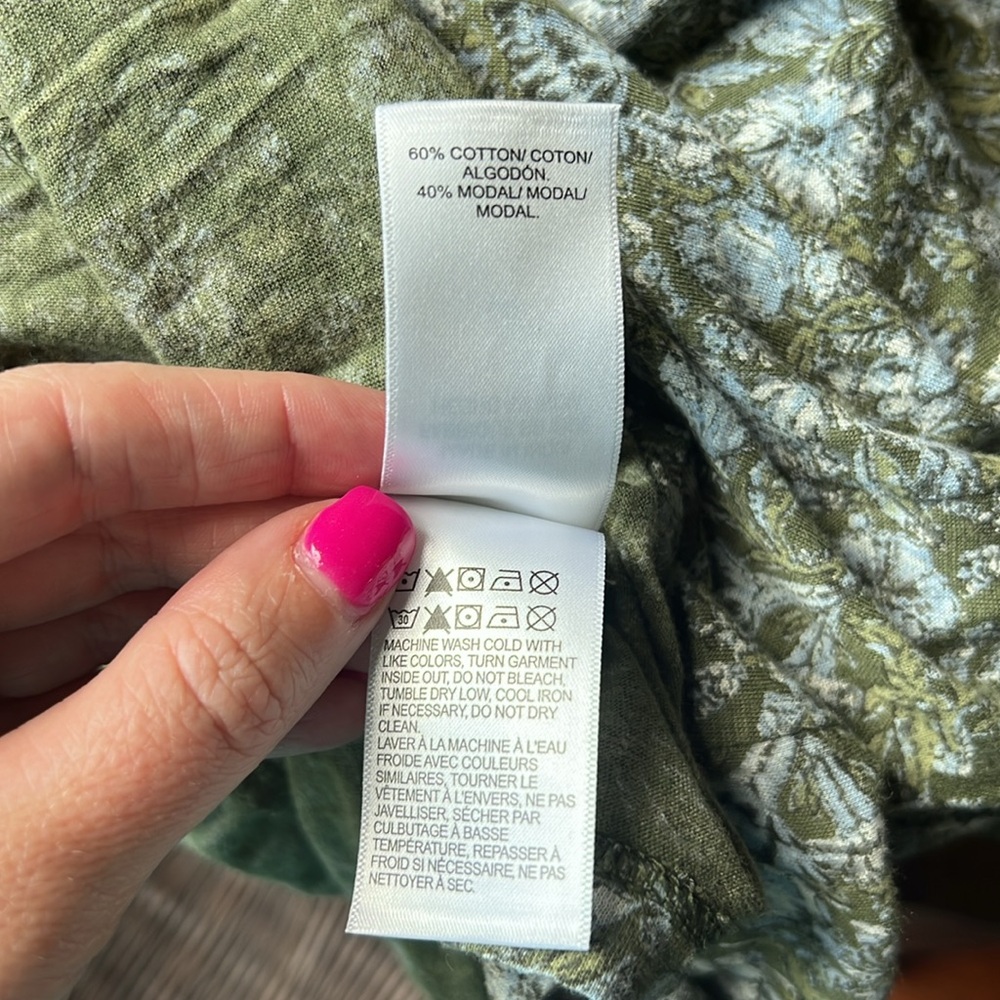 60% COTTON/ COTON/
ALGODÓN.
40% MODAL/ MODAL/
MODAL.
30
MACHINE WASH COLD WITH
LIKE COLORS, TURN GARMENT
INSIDE OUT, DO NOT BLEACH,
TUMBLE DRY LOW, COOL IRON
IF NECESSARY, DO NOT DRY
CLEAN.
LAVER À LA MACHINE À L'EAU
FROIDE AVEC COULEURS
SIMILAIRES, TOURNER LE
VÊTEMENT À L'ENVERS, NE PAS
JAVELLISER, SÉCHER PAR
CULBUTAGE À BASSE
TEMPÉRATURE, REPASSER À
FROID SI NÉCESSAIRE, NE PAS
NETTOYER À SEC.